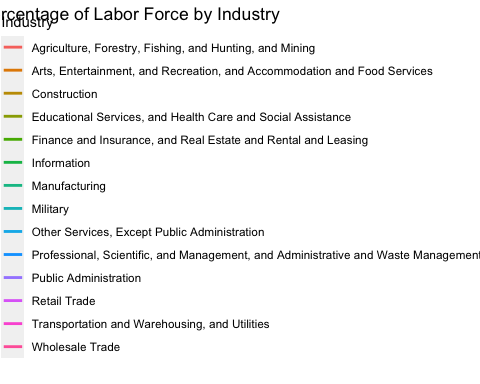 rcentage of Labor Force by Industry
Industry
Agriculture, Forestry, Fishing, and Hunting, and Mining
Arts, Entertainment, and Recreation, and Accommodation and Food Services
Construction
Educational Services, and Health Care and Social Assistance
Finance and Insurance, and Real Estate and Rental and Leasing
Information
Manufacturing
Military
Other Services, Except Public Administration
Professional, Scientific, and Management, and Administrative and Waste Management
Public Administration
Retail Trade
Transportation and Warehousing, and Utilities
Wholesale Trade